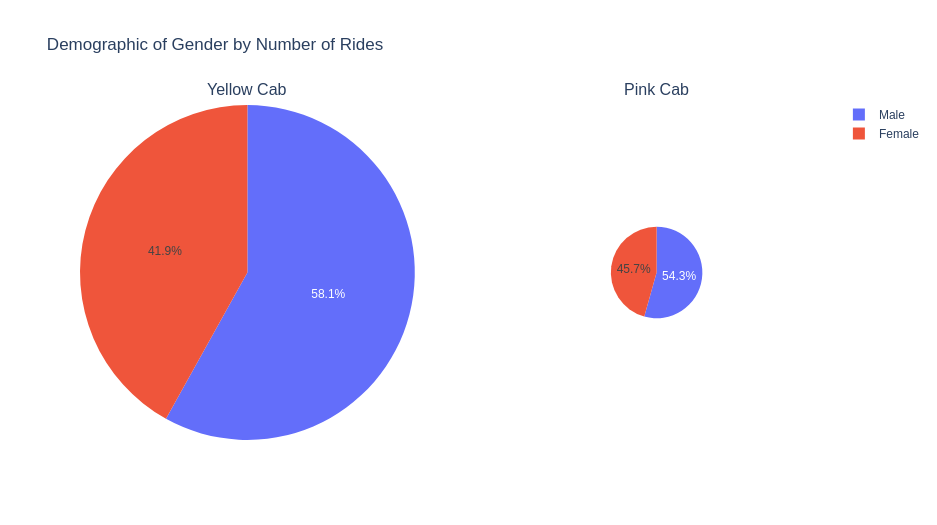 Demographic of Gender by Number of Rides
Yellow Cab
Pink Cab
Male
Female
41.9%
58.1%
45.7%
54.3%